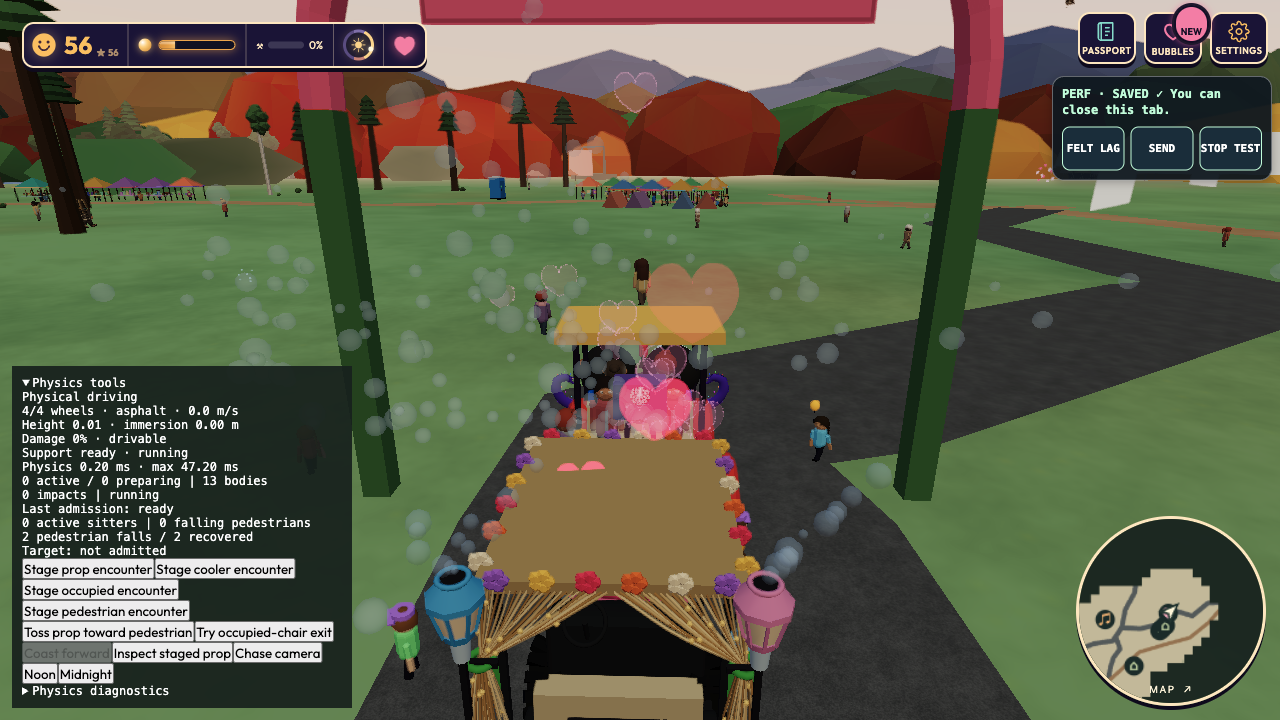 56
★56
⚒ 0%
PASSPORT
BUBBLES
NEW
SETTINGS
PERF · SAVED ✓ You can
close this tab.
FELT LAG
SEND
STOP TEST
▼Physics tools
Physical driving
4/4 wheels · asphalt · 0.0 m/s
Height 0.01 · immersion 0.00 m
Damage 0% · drivable
Support ready · running
Physics 0.20 ms · max 47.20 ms
0 active / 0 preparing | 13 bodies
0 impacts | running
Last admission: ready
0 active sitters | 0 falling pedestrians
2 pedestrian falls / 2 recovered
Target: not admitted
Stage prop encounter Stage cooler encounter
Stage occupied encounter
Stage pedestrian encounter
Toss prop toward pedestrian Try occupied-chair exit
Coast forward Inspect staged prop Chase camera
Noon Midnight
▶Physics diagnostics
MAP ↗